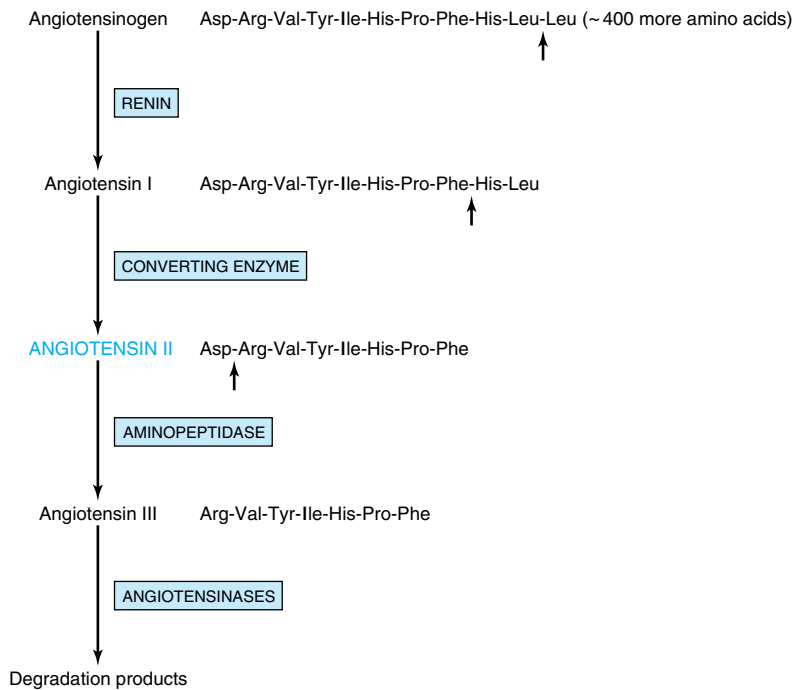 Angiotensinogen Asp-Arg-Val-Tyr-Ile-His-Pro-Phe-His-Leu-Leu (~400 more amino acids)
RENIN
Angiotensin I Asp-Arg-Val-Tyr-Ile-His-Pro-Phe-His-Leu
CONVERTING ENZYME
ANGIOTENSIN II Asp-Arg-Val-Tyr-Ile-His-Pro-Phe
AMINOPEPTIDASE
Angiotensin III Arg-Val-Tyr-Ile-His-Pro-Phe
ANGIOTENSINASES
Degradation products